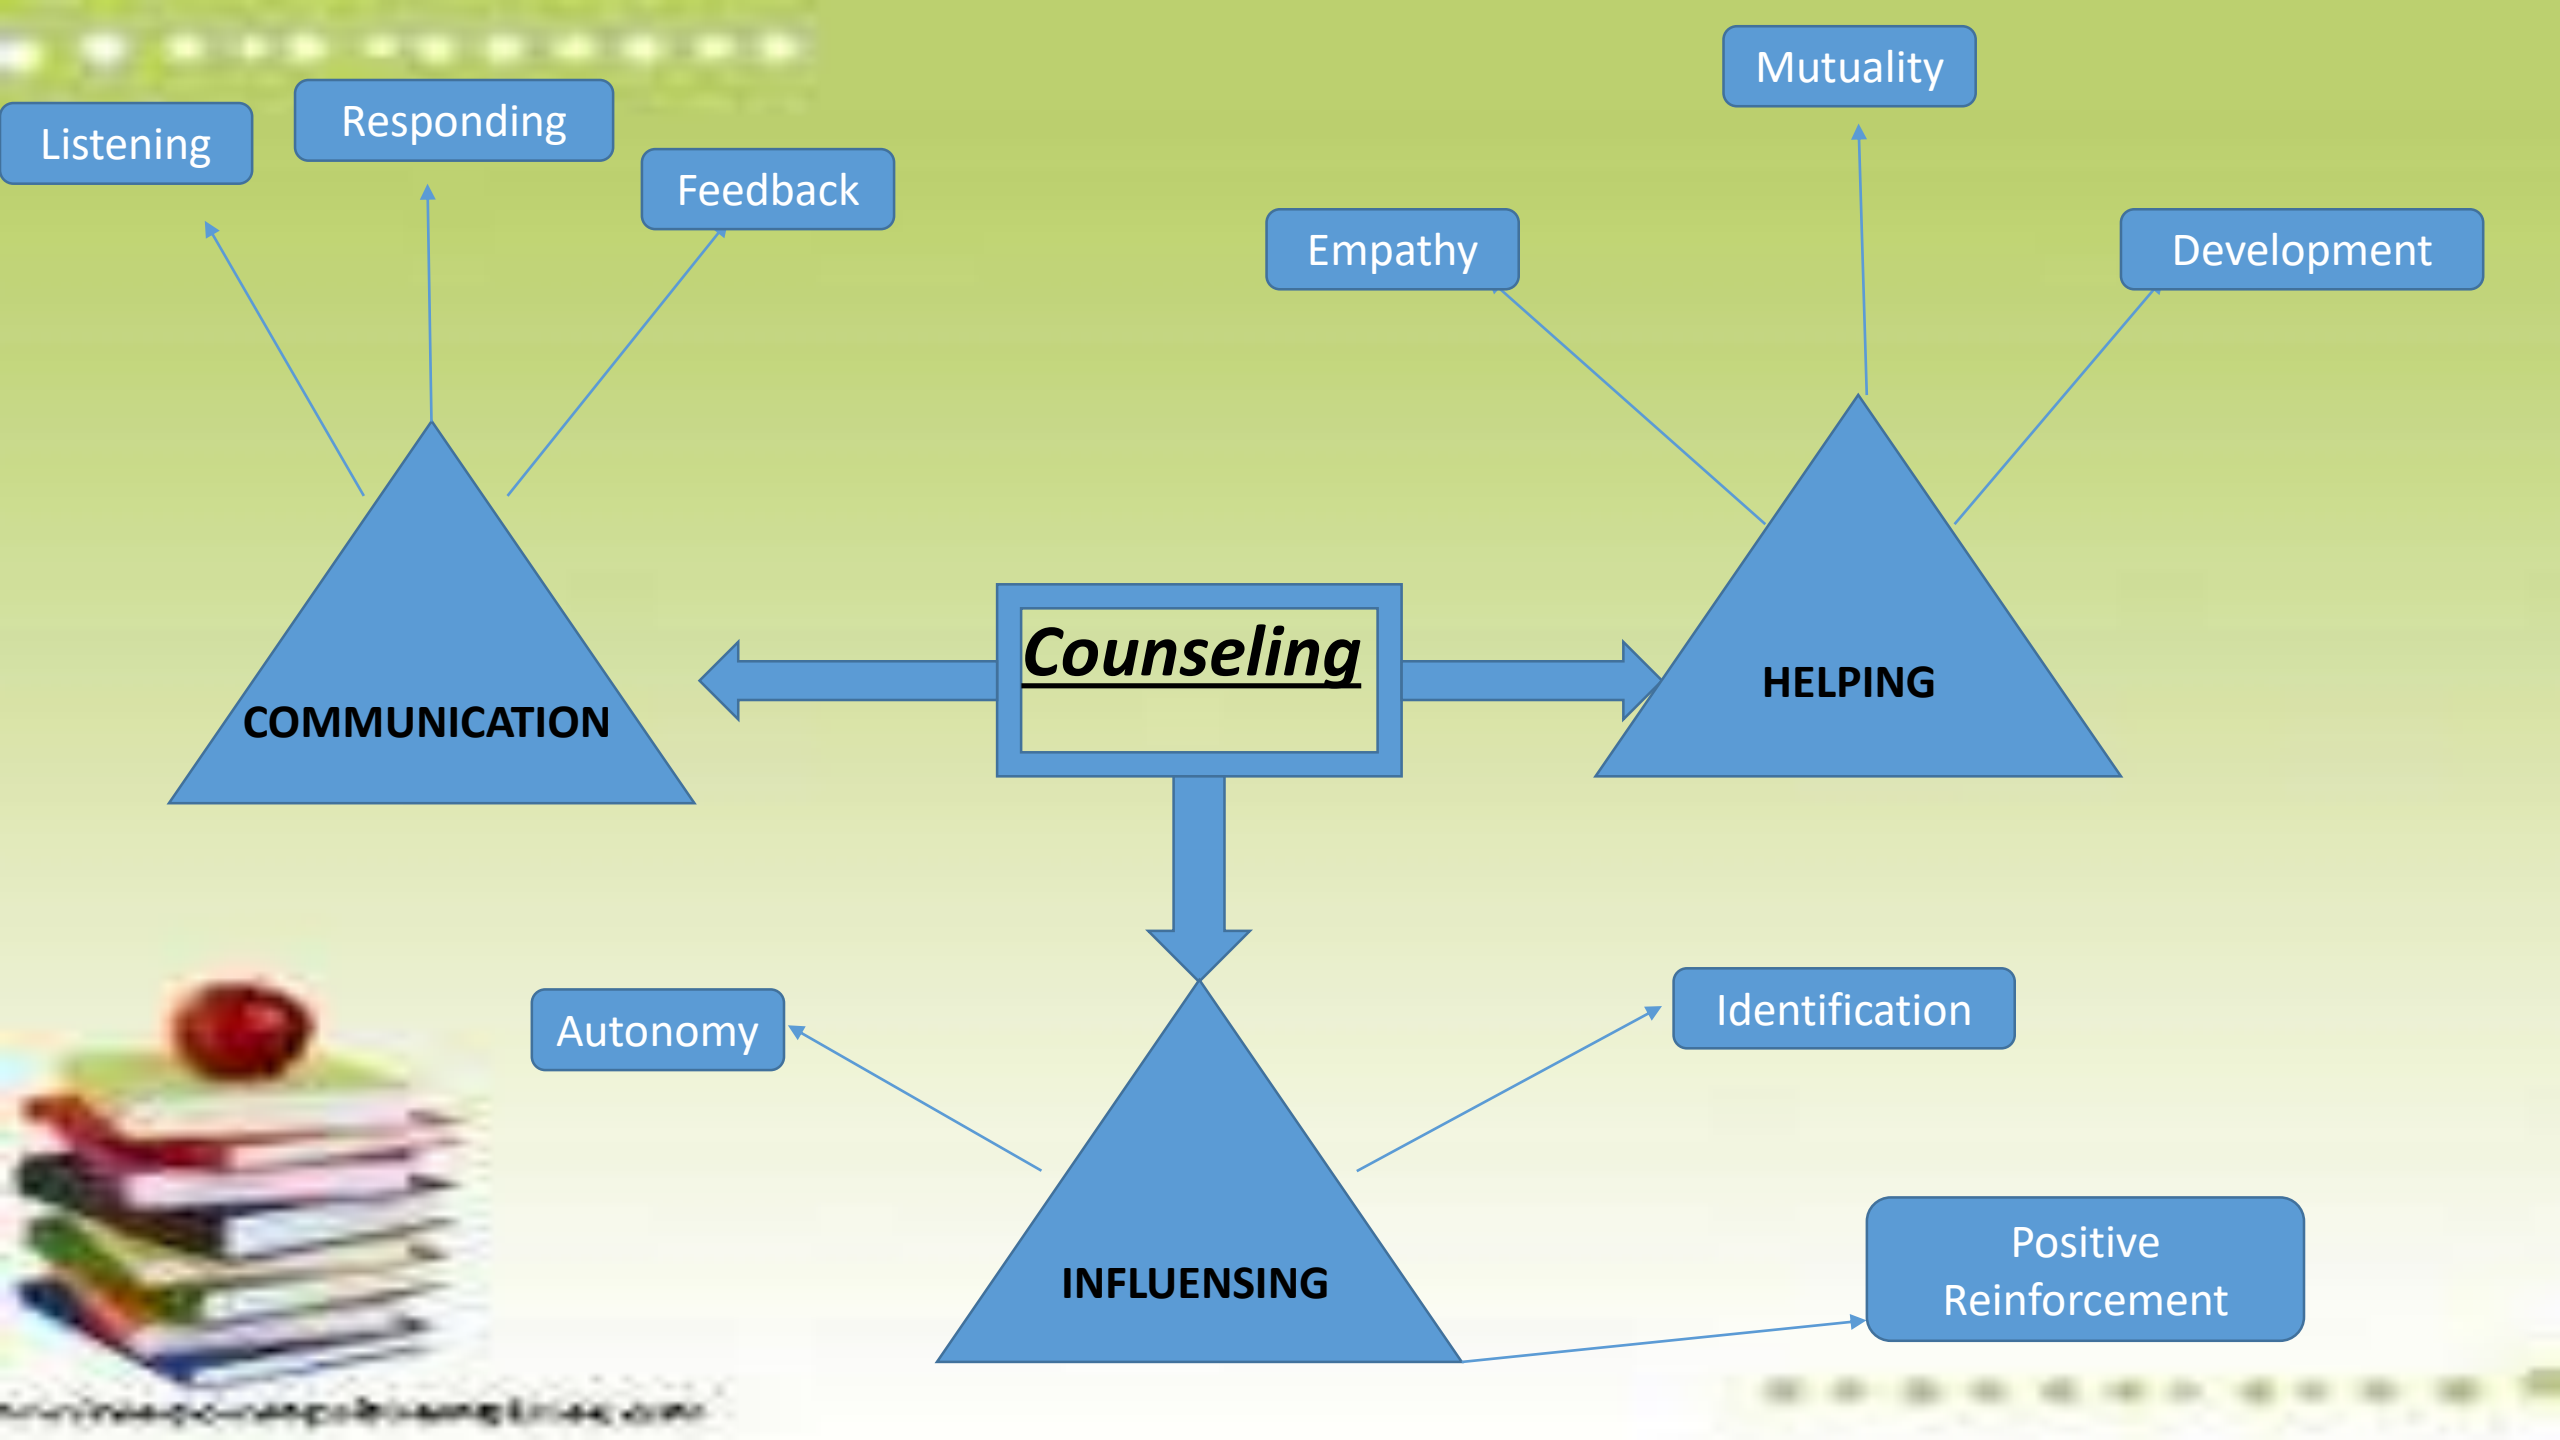 Mutuality
Responding
Listening
Feedback
Empathy
Development
Counseling
HELPING
COMMUNICATION
Identification
Autonomy
Positive
Reinforcement
INFLUENSING